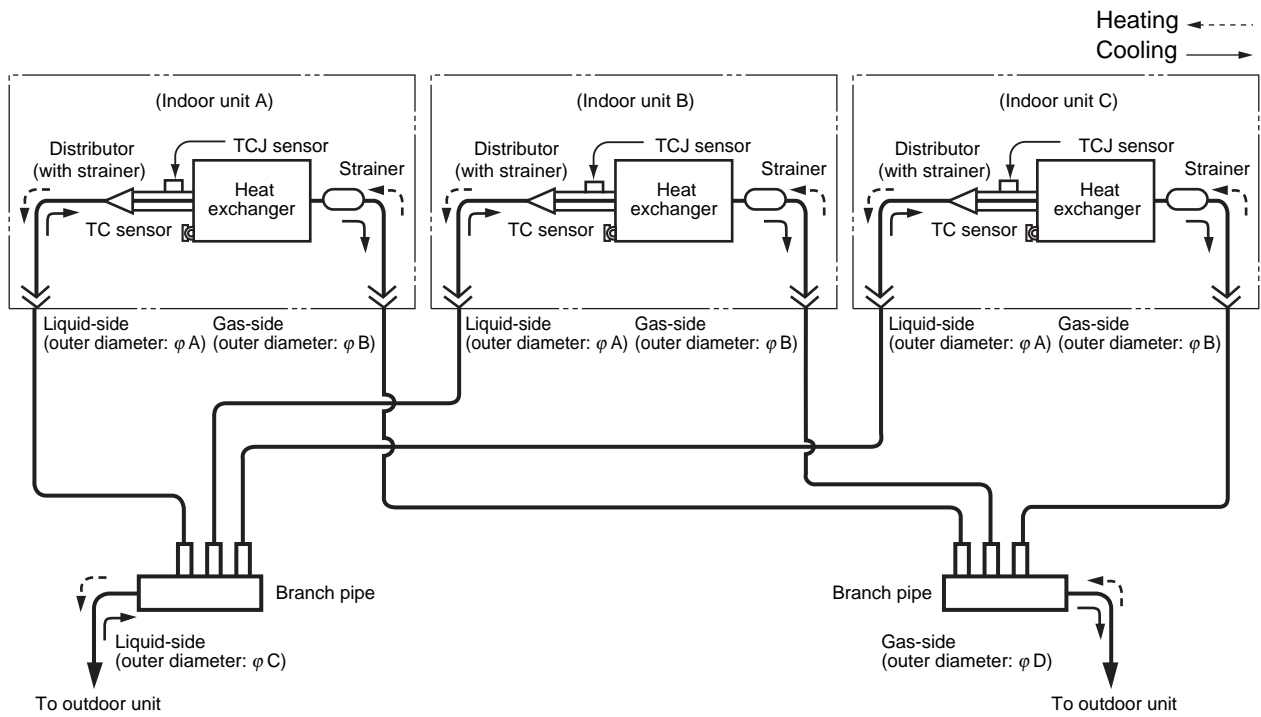 Heating
Cooling
(Indoor unit A)
Distributor
(with strainer)
TCJ sensor
Strainer
Heat
exchanger
TC sensor
Liquid-side
(outer diameter: φ A)
Gas-side
(outer diameter: φ B)
(Indoor unit B)
Distributor
(with strainer)
TCJ sensor
Strainer
Heat
exchanger
TC sensor
Liquid-side
(outer diameter: φ A)
Gas-side
(outer diameter: φ B)
(Indoor unit C)
Distributor
(with strainer)
TCJ sensor
Strainer
Heat
exchanger
TC sensor
Liquid-side
(outer diameter: φ A)
Gas-side
(outer diameter: φ B)
Branch pipe
Liquid-side
(outer diameter: φ C)
To outdoor unit
Branch pipe
Gas-side
(outer diameter: φ D)
To outdoor unit